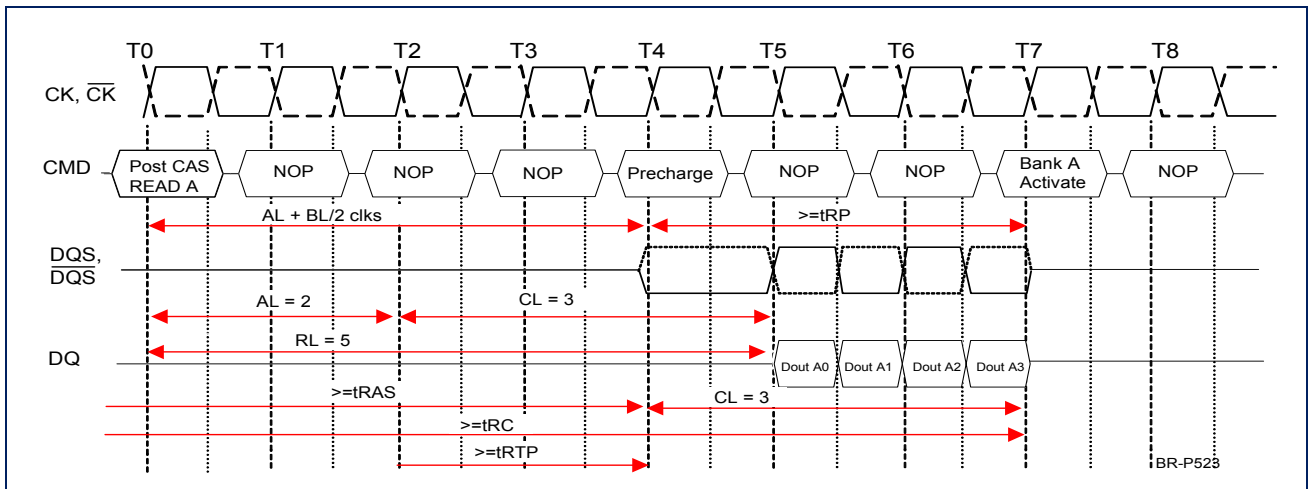 T0 T1 T2 T3 T4 T5 T6 T7 T8
CK, CK
CMD Post CAS READ A NOP NOP NOP Precharge NOP NOP Bank A Activate NOP
AL + BL/2 clks >=tRP
DQS,
DQS
AL = 2 CL = 3
RL = 5
DQ Dout A0 Dout A1 Dout A2 Dout A3
>=tRAS CL = 3
>=tRC
>=tRTP BR-P523